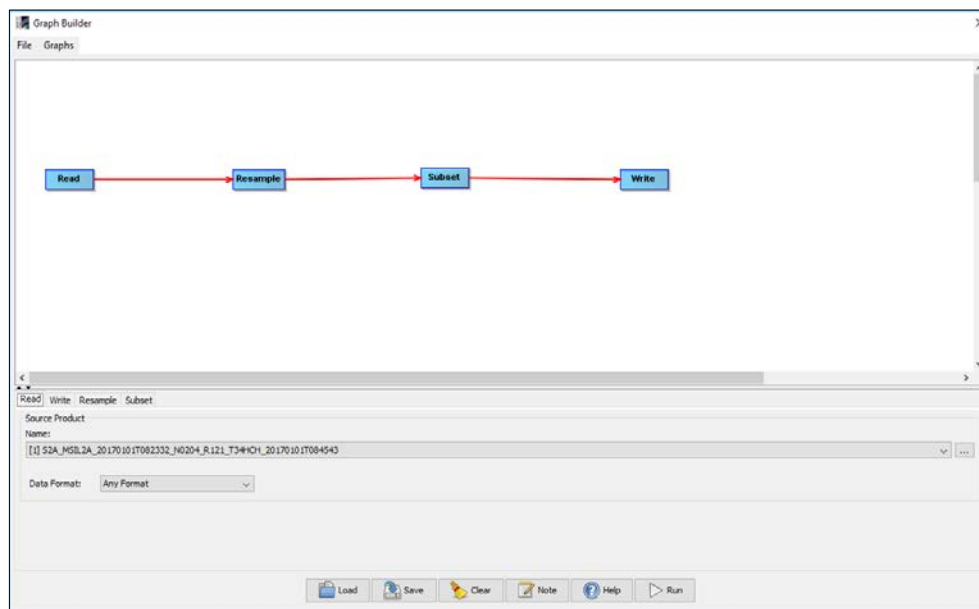 Graph Builder
File Graphs
Read Resample Subset Write
Read Write Resample Subset
Source Product
Name:
[1] S2A_MSIL2A_20170101T082332_N0204_R121_T34HCH_20170101T084543
...
Data Format: Any Format
Load Save Clear Note Help Run